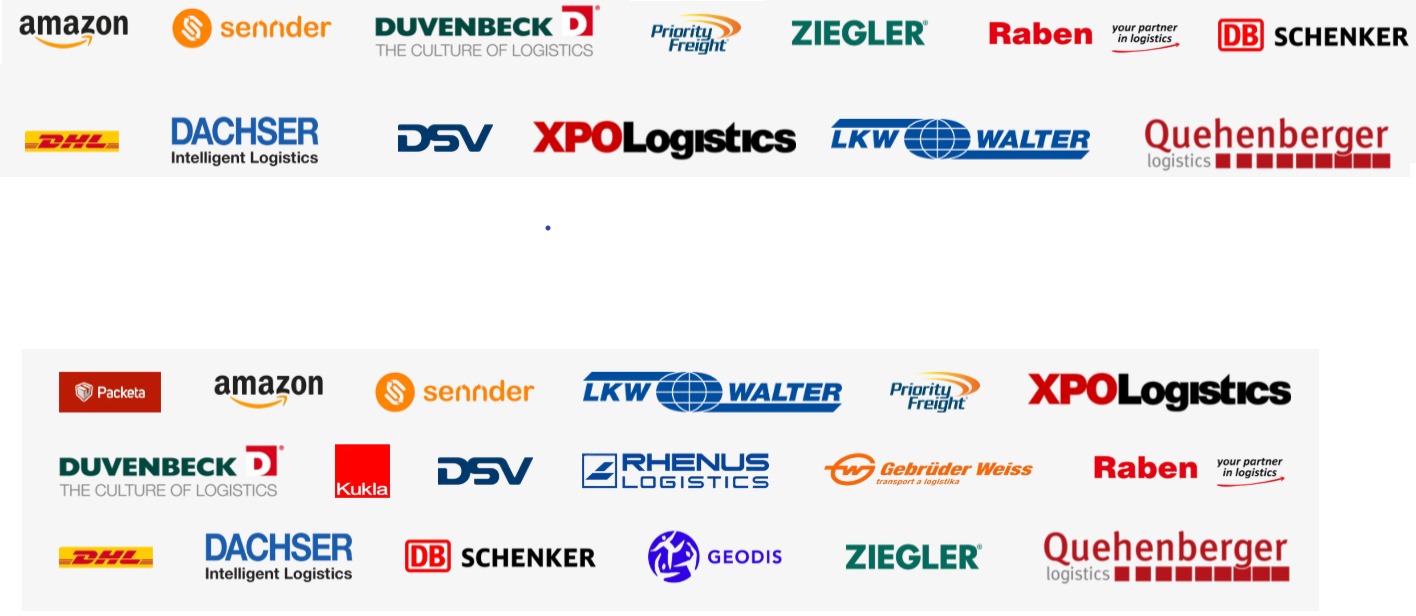 amazon
sennder
DUVENBECK D®
THE CULTURE OF LOGISTICS
Priority
Freight
ZIEGLER®
Raben
your partner
in logistics
DB SCHENKER
DHL
DACHSER
Intelligent Logistics
DSV
XPOLogistics
LKW WALTER
Quehenberger
logistics
Packeta
amazon
sennder
LKW WALTER
Priority
Freight
XPOLogistics
DUVENBECK D®
THE CULTURE OF LOGISTICS
Kukla
DSV
RHENUS
LOGISTICS
Gebrüder Weiss
transport a logistika
Raben
your partner
in logistics
DHL
DACHSER
Intelligent Logistics
DB SCHENKER
GEODIS
ZIEGLER®
Quehenberger
logistics